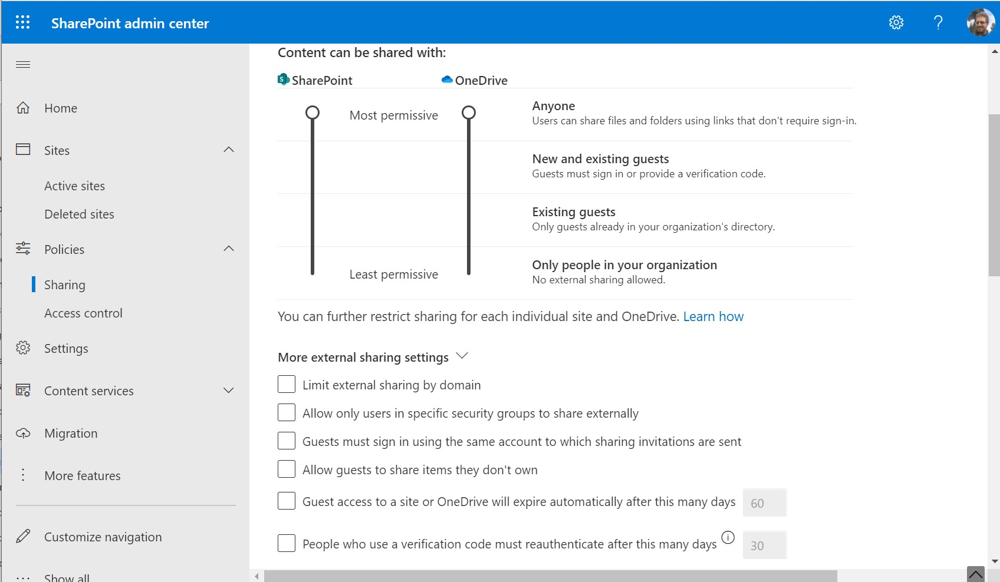 SharePoint admin center
Home
Sites
Active sites
Deleted sites
Policies
Sharing
Access control
Settings
Content services
Migration
More features
Customize navigation
Show all
Content can be shared with:
SharePoint
OneDrive
Most permissive
Anyone
Users can share files and folders using links that don't require sign-in.
New and existing guests
Guests must sign in or provide a verification code.
Existing guests
Only guests already in your organization's directory.
Least permissive
Only people in your organization
No external sharing allowed.
You can further restrict sharing for each individual site and OneDrive. Learn how
More external sharing settings
Limit external sharing by domain
Allow only users in specific security groups to share externally
Guests must sign in using the same account to which sharing invitations are sent
Allow guests to share items they don't own
Guest access to a site or OneDrive will expire automatically after this many days 60
People who use a verification code must reauthenticate after this many days 30